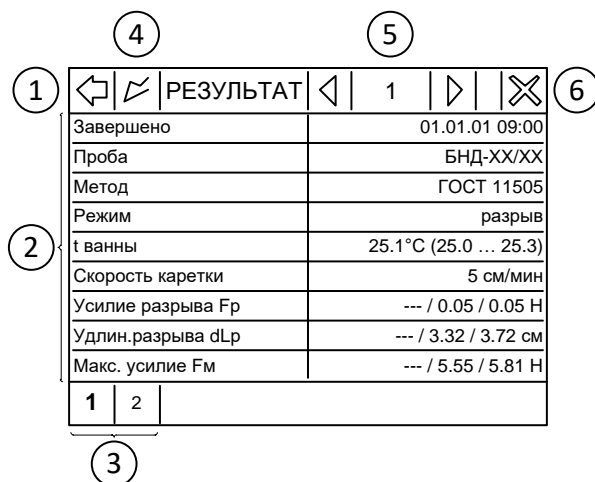 4 5
1 РЕЗУЛЬТАТ 1 6
Завершено 01.01.01 09:00
Проба БНД-XX/XX
Метод ГОСТ 11505
Режим разрыв
2 t ванны 25.1°C (25.0 ... 25.3)
Скорость каретки 5 см/мин
Усилие разрыва Fр --- / 0.05 / 0.05 Н
Удлин.разрыва dLр --- / 3.32 / 3.72 см
Макс. усилие Fм --- / 5.55 / 5.81 Н
1 2
3